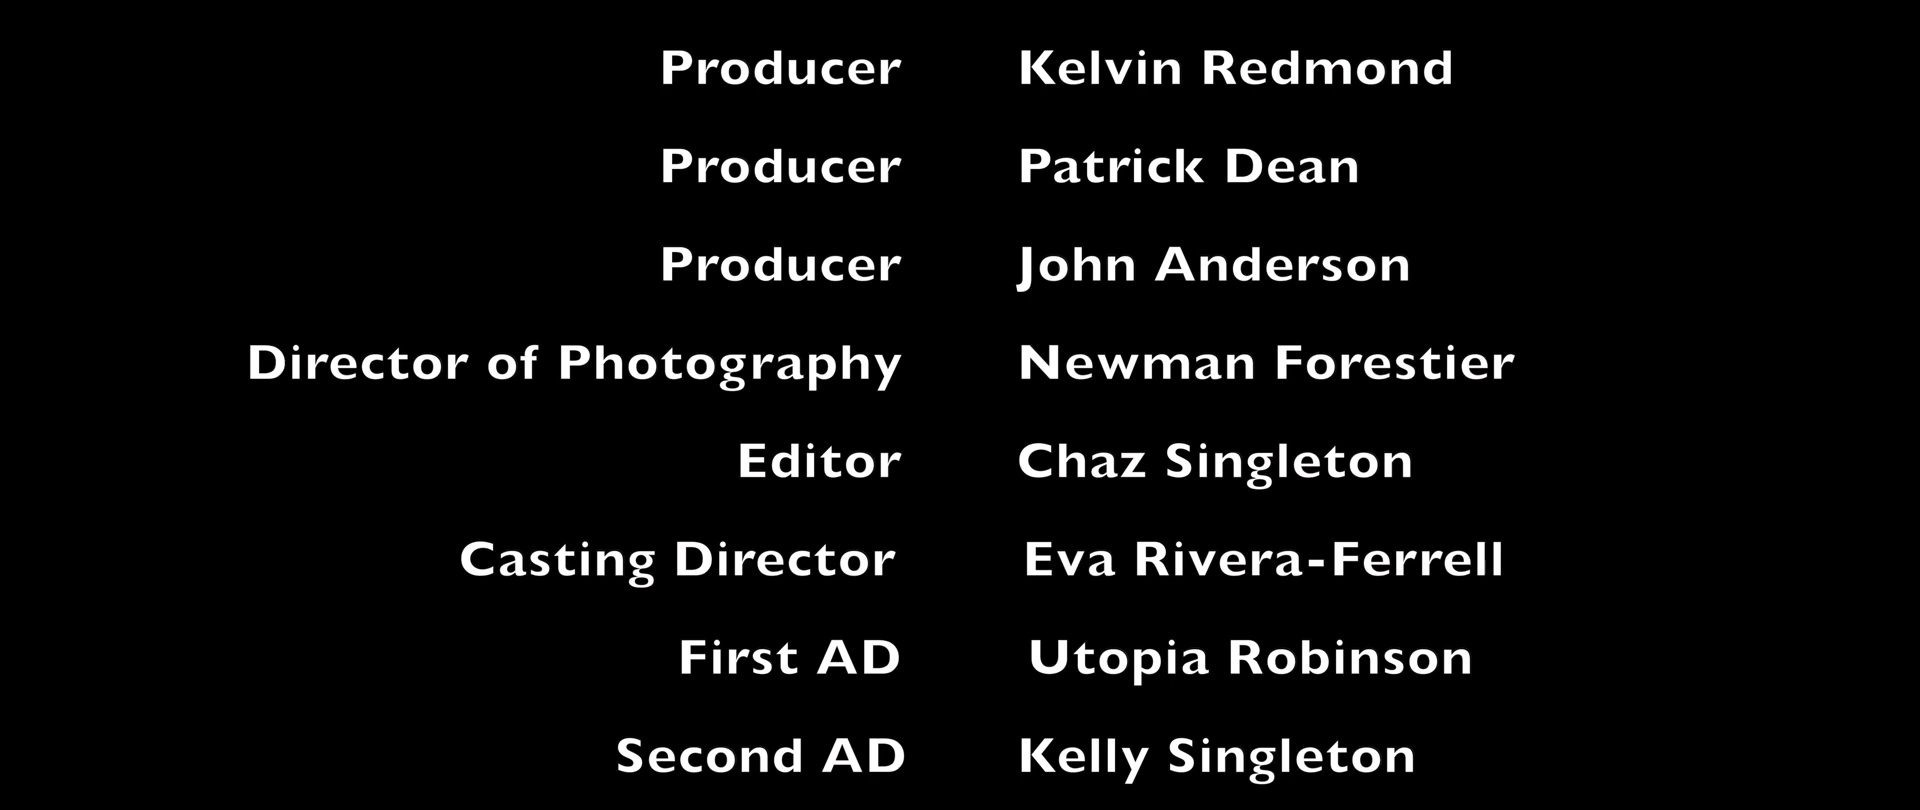 Producer Kelvin Redmond
Producer Patrick Dean
Producer John Anderson
Director of Photography Newman Forestier
Editor Chaz Singleton
Casting Director Eva Rivera-Ferrell
First AD Utopia Robinson
Second AD Kelly Singleton